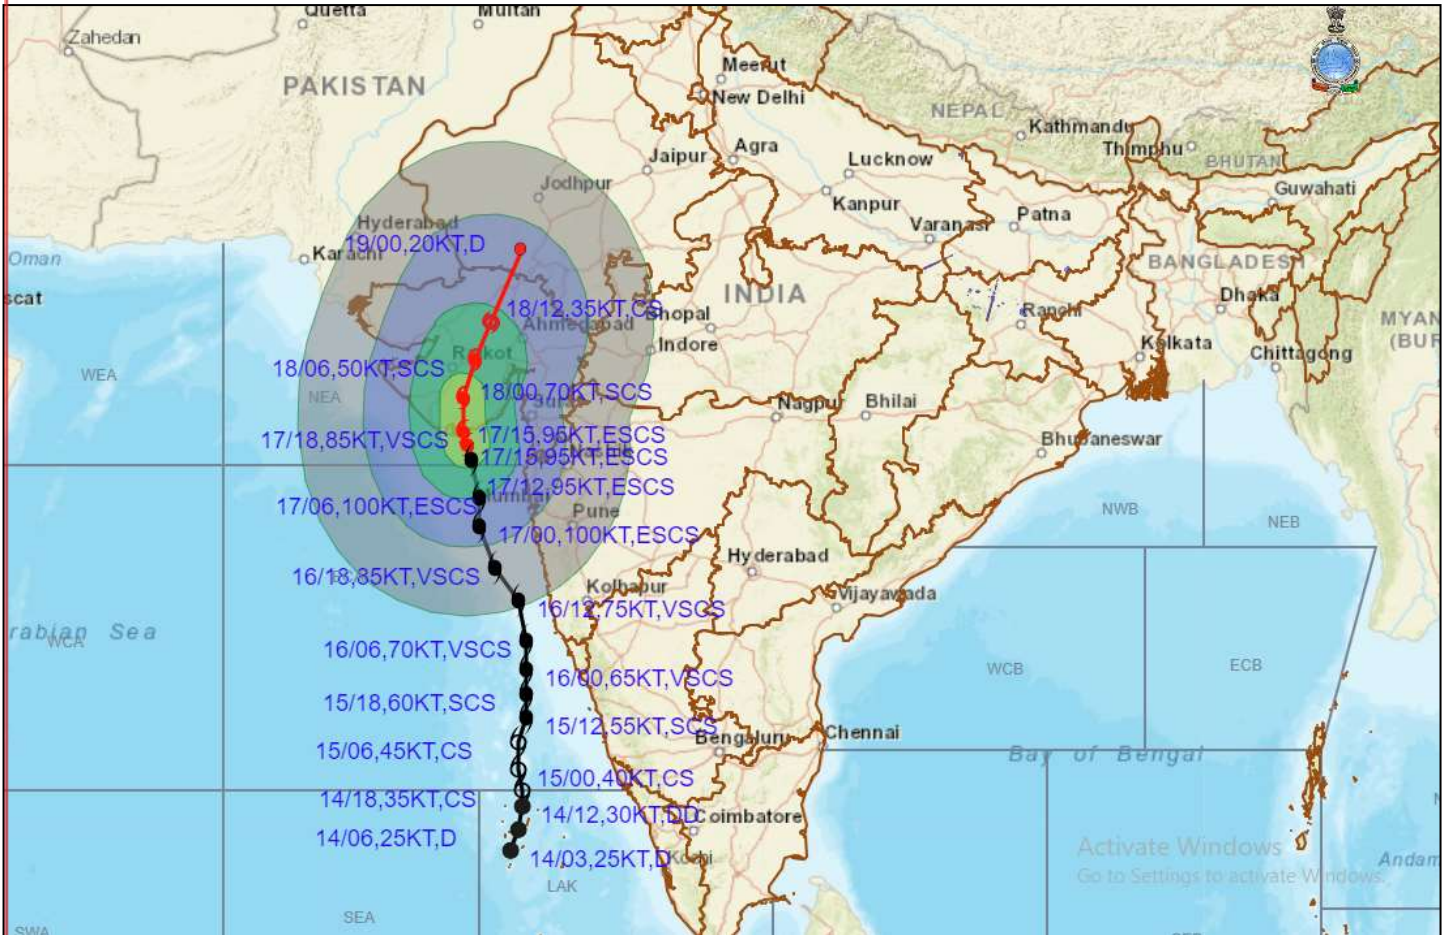 Quetta
Multan
Zahedan
Meerut
PAKISTAN
New Delhi
NEPAL
Kathmandu
Thimphu
BHUTAN
Agra
Jaipur
Lucknow
Guwahati
Jodhpur
Kanpur
Patna
Hyderabad
Varanasi
19/00,20KT,D
Karachi
Oman
BANGLADESH
scat
INDIA
Dhaka
18/12,35KT,CS
Bhopal
Ranchi
MYAN
(BUR
Ahmedabad
Kolkata
Chittagong
Indore
Rajkot
18/06,50KT,SCS
WEA
NEA
18/00,70KT,SCS
Surat
Nagpur
Bhilai
17/18,85KT,VSCS
17/15,95KT,ESCS
Bhubaneswar
17/15,95KT,ESCS
Nashik
17/12,95KT,ESCS
Mumbai
17/06,100KT,ESCS
Pune
NWB
NEB
17/00,100KT,ESCS
Hyderabad
16/18,85KT,VSCS
Kolhapur
Vijayawada
16/12,75KT,VSCS
rabian Sea
WCA
16/06,70KT,VSCS
WCB
ECB
16/00,65KT,VSCS
15/18,60KT,SCS
15/12,55KT,SCS
Bengaluru
Chennai
15/06,45KT,CS
Bay of Bengal
15/00,40KT,CS
14/18,35KT,CS
14/12,30KT,DD
Coimbatore
14/06,25KT,D
Activate Windows
14/03,25KT,D
Kochi
Andam
Go to Settings to activate Windows.
LAK
SEA
SWA